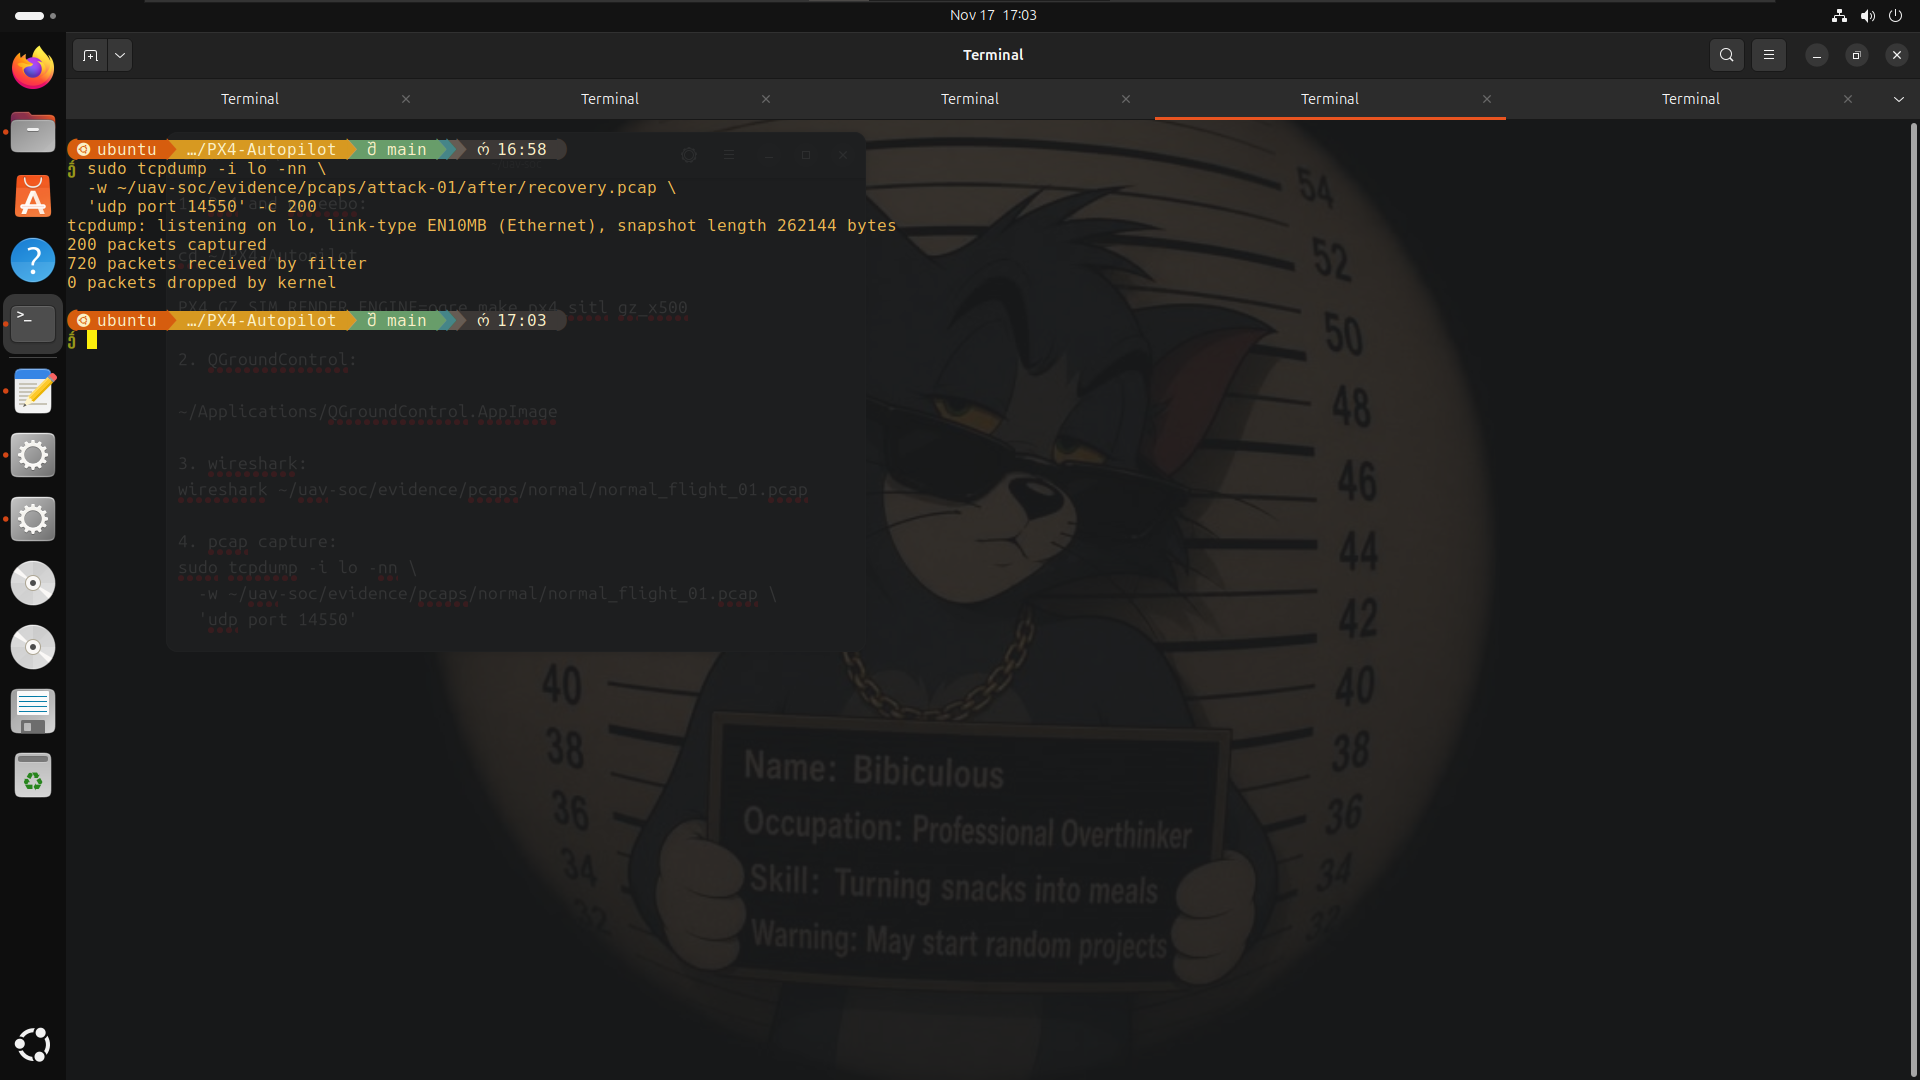 Nov 17 17:03
Terminal
Terminal
Terminal
Terminal
Terminal
Terminal
ubuntu …/PX4-Autopilot main 16:58
sudo tcpdump -i lo -nn \
-w ~/uav-soc/evidence/pcaps/attack-01/after/recovery.pcap \
'udp port 14550' -c 200
tcpdump: listening on lo, link-type EN10MB (Ethernet), snapshot length 262144 bytes
200 packets captured
720 packets received by filter
0 packets dropped by kernel
ubuntu …/PX4-Autopilot main 17:03
cd ~/PX4-Autopilot
PX4_GZ_SIM_RENDER_ENGINE=ogre make px4_sitl gz_x500
2. QGroundControl:
~/Applications/QGroundControl.AppImage
3. wireshark:
wireshark ~/uav-soc/evidence/pcaps/normal/normal_flight_01.pcap
4. pcap capture:
sudo tcpdump -i lo -nn \
-w ~/uav-soc/evidence/pcaps/normal/normal_flight_01.pcap \
'udp port 14550'
54
52
50
48
46
44
42
40 40
38 38
36 36
34 34
32 32
Name: Bibiculous
Occupation: Professional Overthinker
Skill: Turning snacks into meals
Warning: May start random projects